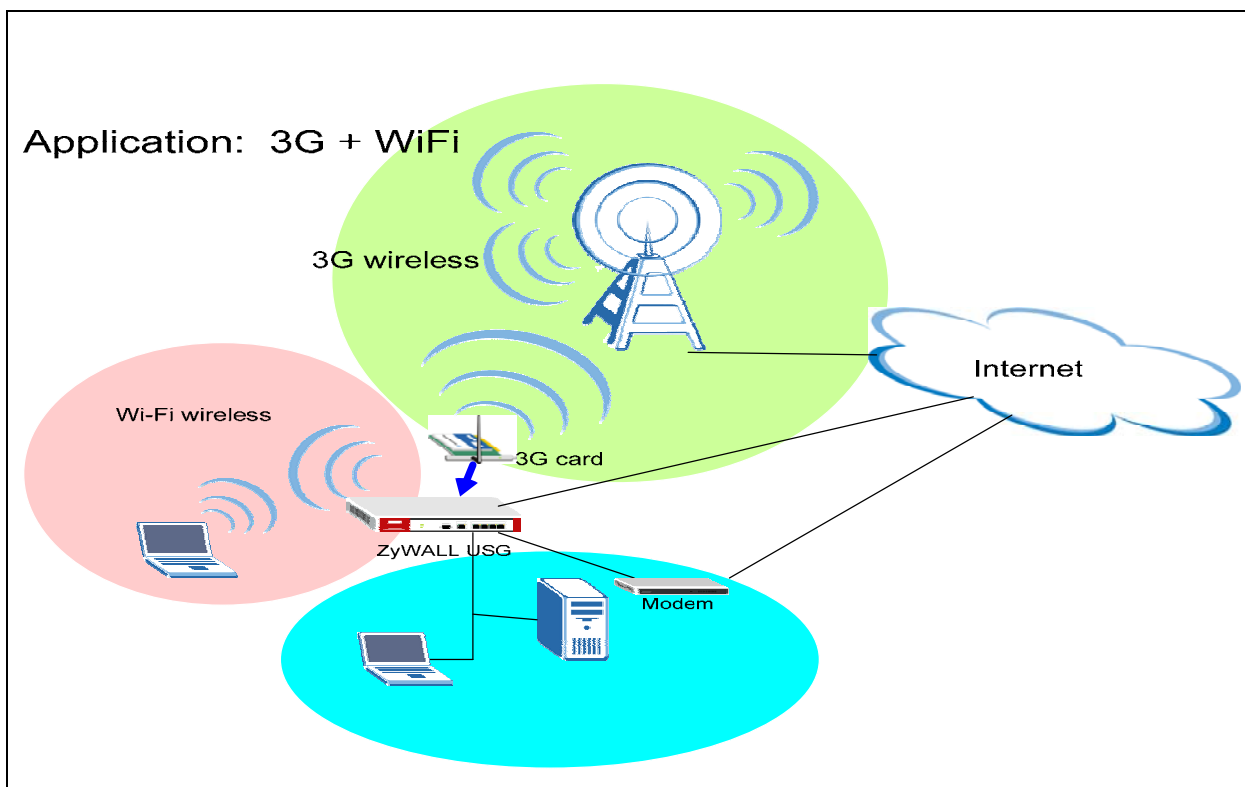 Application: 3G + WiFi
3G wireless
Internet
Wi-Fi wireless
3G card
ZyWALL USG
Modem